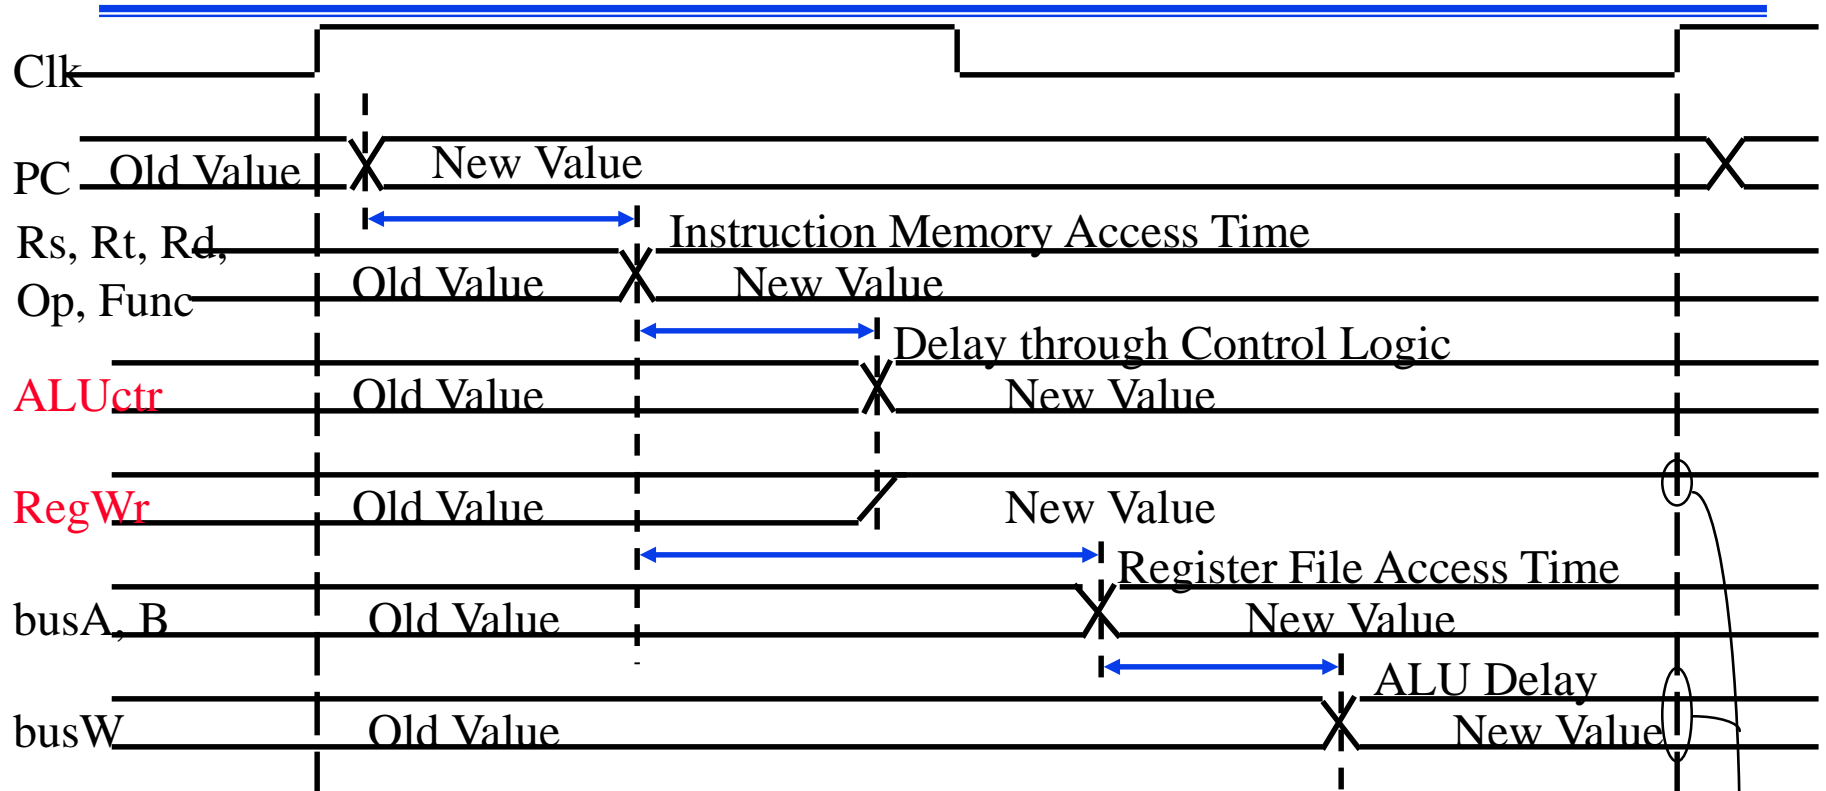 Clk
PC Old Value New Value
Rs, Rt, Rd, Instruction Memory Access Time
Op, Func Old Value New Value
Delay through Control Logic
ALUctr Old Value New Value
RegWr Old Value New Value
Register File Access Time
busA, B Old Value New Value
ALU Delay
busW Old Value New Value